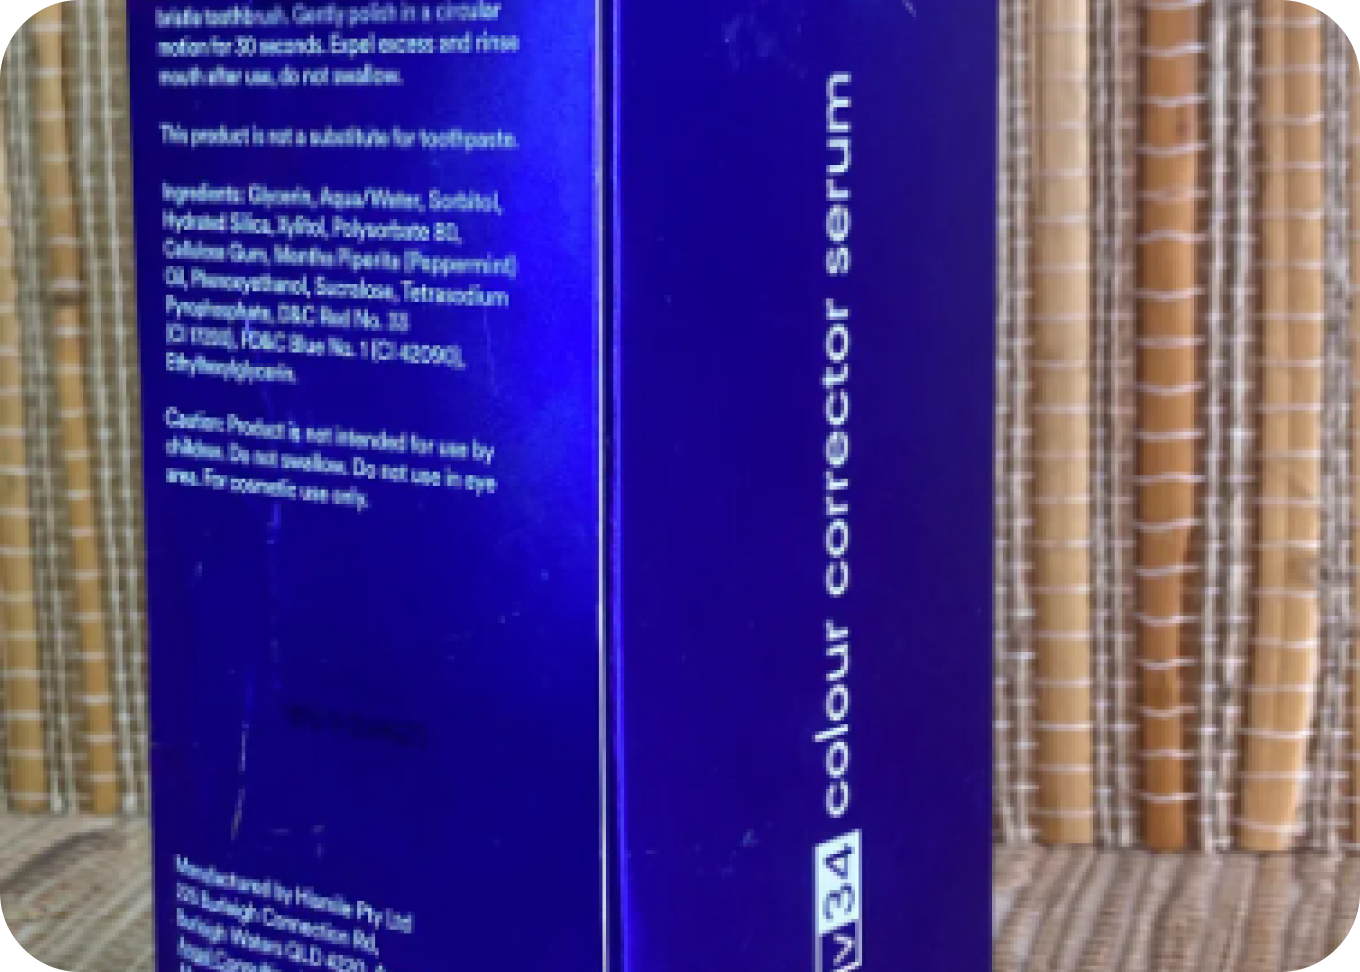 bristle toothbrush. Gently polish in a circular
motion for 30 seconds. Expel excess and rinse
mouth after use, do not swallow.
This product is not a substitute for toothpaste.
Ingredients: Glycerin, Aqua/Water, Sorbitol,
Hydrated Silica, Xylitol, Polysorbate 80,
Cellulose Gum, Mentha Piperita (Peppermint)
Oil, Phenoxyethanol, Sucralose, Tetrasodium
Pyrophosphate, D&C Red No. 33
(CI 17200), FD&C Blue No. 1 (CI 42090),
Ethylhexylglycerin.
Caution: Product is not intended for use by
children. Do not swallow. Do not use in eye
area. For cosmetic use only.
Manufactured by Hismile Pty Ltd
225 Burleigh Connection Rd,
Burleigh Waters QLD 4220,
v34 colour corrector serum